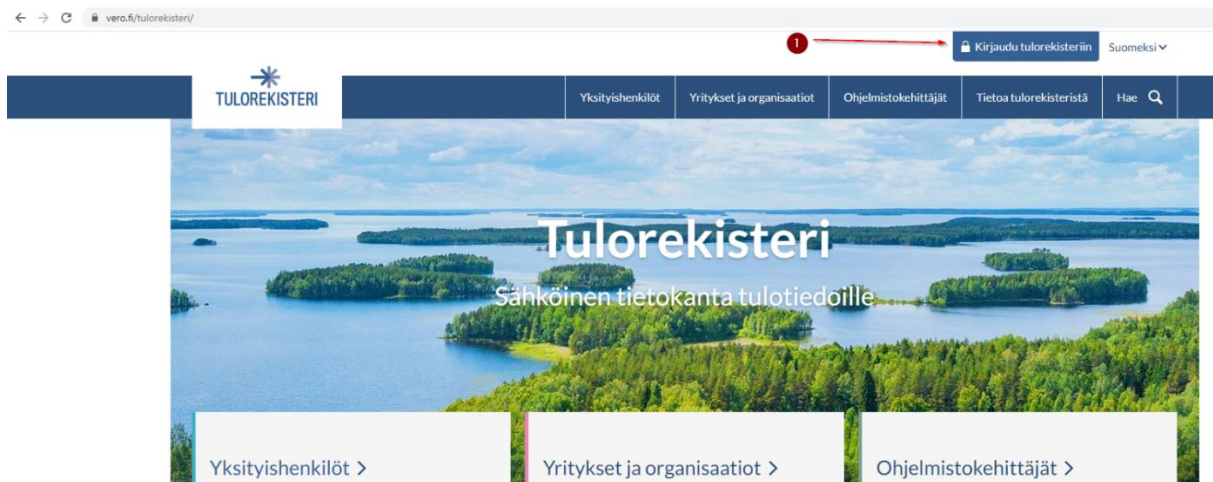 vero.fi/tulorekisteri/
1
Kirjaudu tulorekisteriin Suomeksi
TULOREKISTERI
Yksityishenkilöt Yritykset ja organisaatiot Ohjelmistokehittäjät Tietoa tulorekisteristä Hae
Tulorekisteri
Sähköinen tietokanta tulotiedoille
Yksityishenkilöt > Yritykset ja organisaatiot > Ohjelmistokehittäjät >